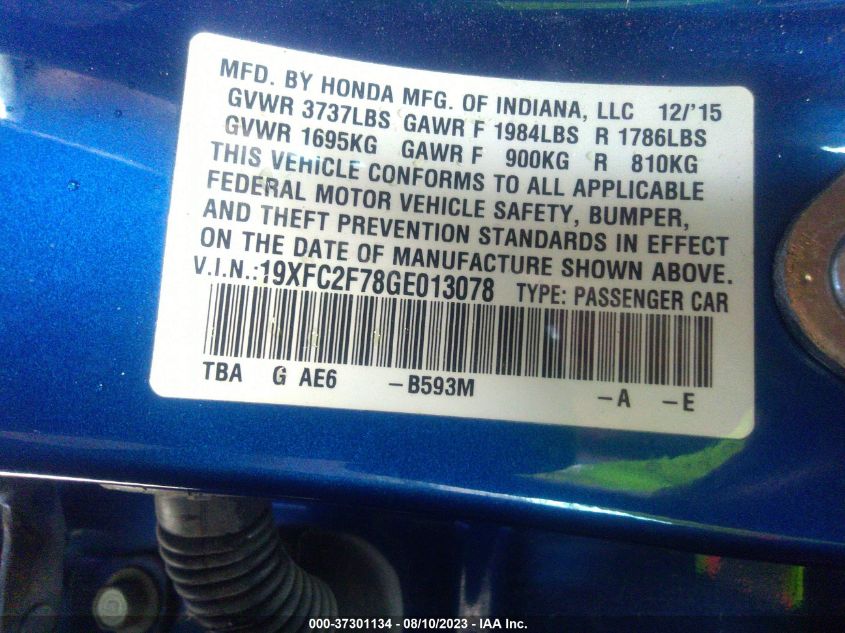 MFD. BY HONDA MFG. OF INDIANA, LLC 12/'15
GVWR 3737LBS GAWR F 1984LBS R 1786LBS
GVWR 1695KG GAWR F 900KG R 810KG
THIS VEHICLE CONFORMS TO ALL APPLICABLE
FEDERAL MOTOR VEHICLE SAFETY, BUMPER,
AND THEFT PREVENTION STANDARDS IN EFFECT
ON THE DATE OF MANUFACTURE SHOWN ABOVE.
V.I.N.:19XFC2F78GE013078 TYPE: PASSENGER CAR
TBA G AE6 –B593M –A –E
000-37301134 - 08/10/2023 - IAA Inc.